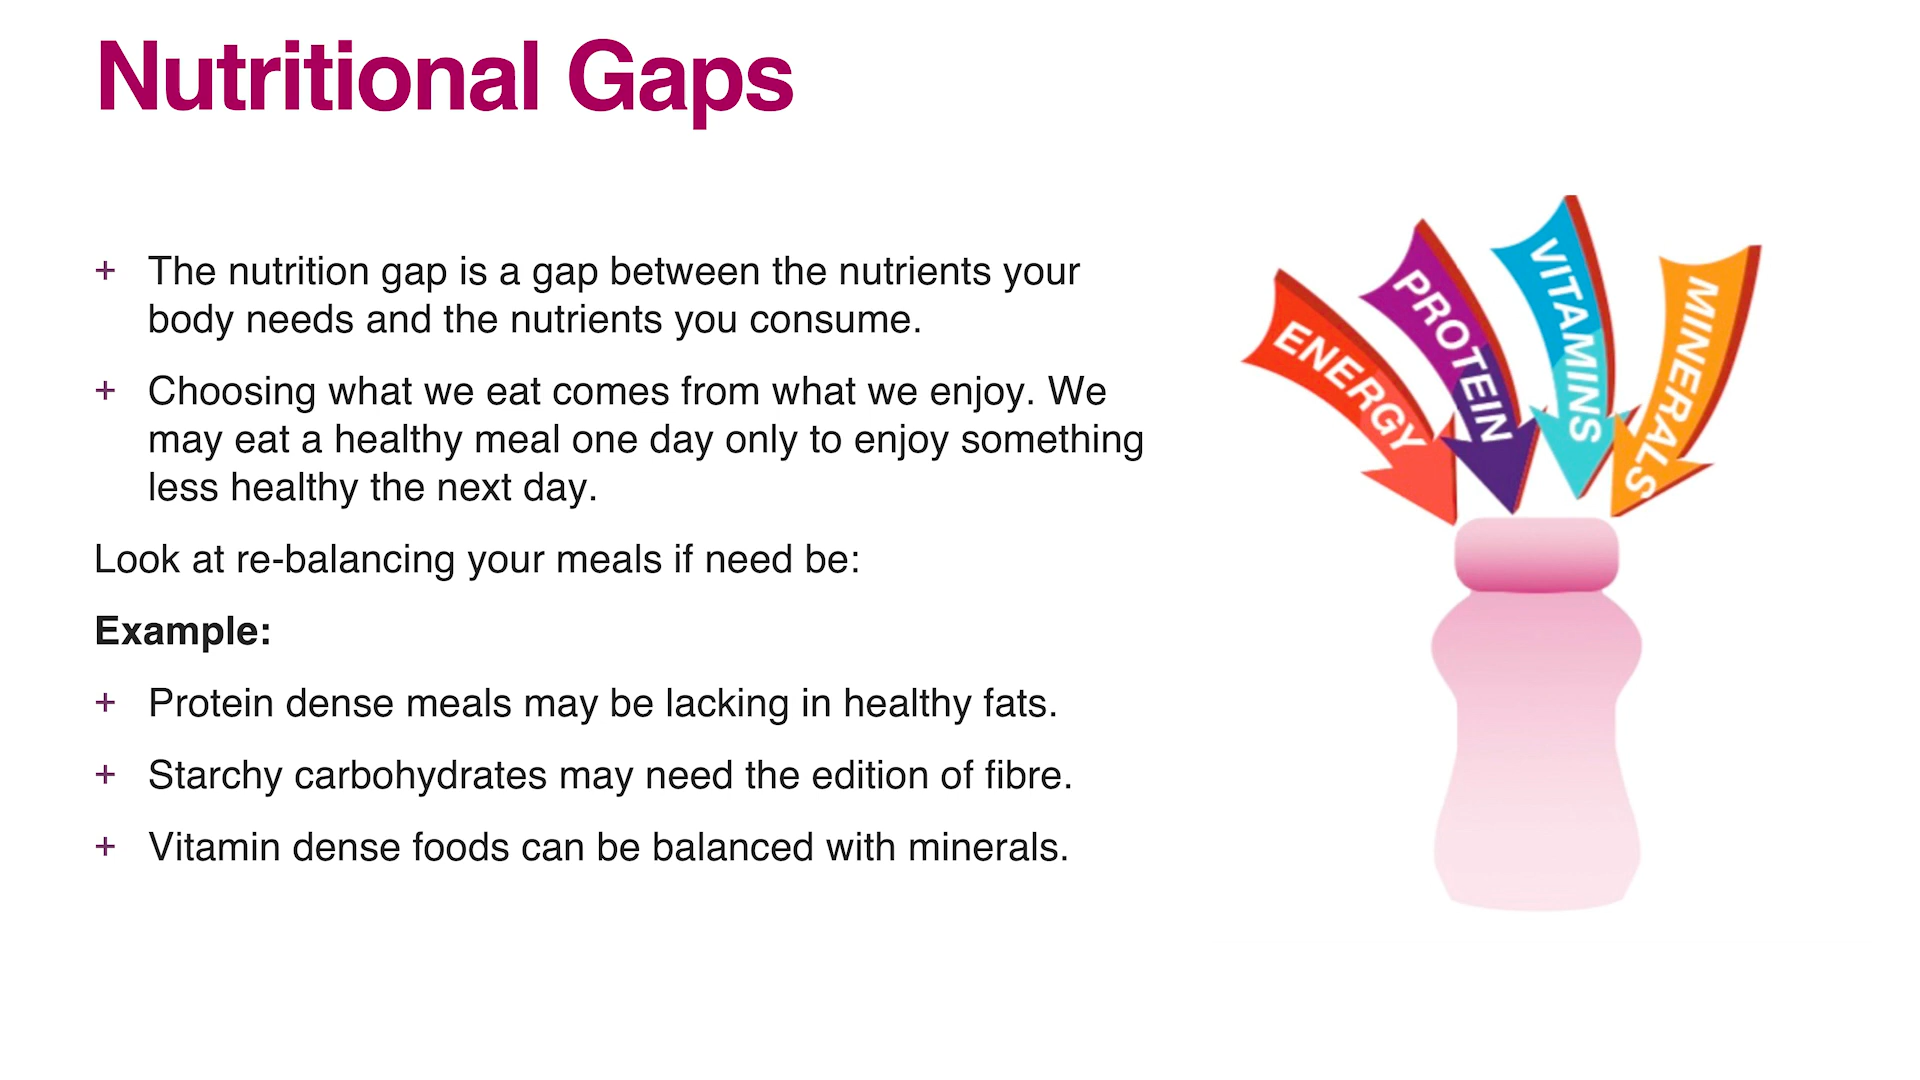 Nutritional Gaps
+ The nutrition gap is a gap between the nutrients your
body needs and the nutrients you consume.
+ Choosing what we eat comes from what we enjoy. We
may eat a healthy meal one day only to enjoy something
less healthy the next day.
Look at re-balancing your meals if need be:
Example:
+ Protein dense meals may be lacking in healthy fats.
+ Starchy carbohydrates may need the edition of fibre.
+ Vitamin dense foods can be balanced with minerals.
ENERGY
PROTEIN
VITAMINS
MINERALS